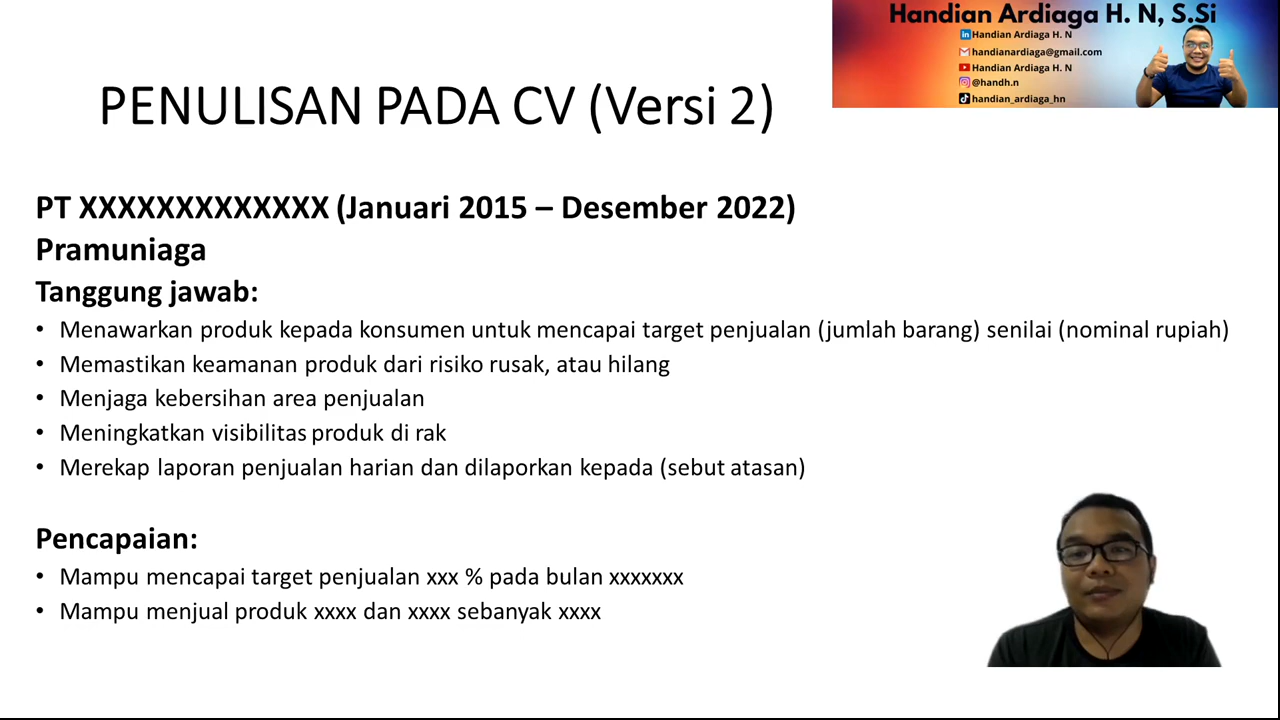 Handian Ardiaga H. N, S.Si
Handian Ardiaga H. N
handianardiaga@gmail.com
Handian Ardiaga H. N
@handh.n
handian_ardiaga_hn
PENULISAN PADA CV (Versi 2)
PT XXXXXXXXXXXXX (Januari 2015 – Desember 2022)
Pramuniaga
Tanggung jawab:
• Menawarkan produk kepada konsumen untuk mencapai target penjualan (jumlah barang) senilai (nominal rupiah)
• Memastikan keamanan produk dari risiko rusak, atau hilang
• Menjaga kebersihan area penjualan
• Meningkatkan visibilitas produk di rak
• Merekap laporan penjualan harian dan dilaporkan kepada (sebut atasan)
Pencapaian:
• Mampu mencapai target penjualan xxx % pada bulan xxxxxxx
• Mampu menjual produk xxxx dan xxxx sebanyak xxxx